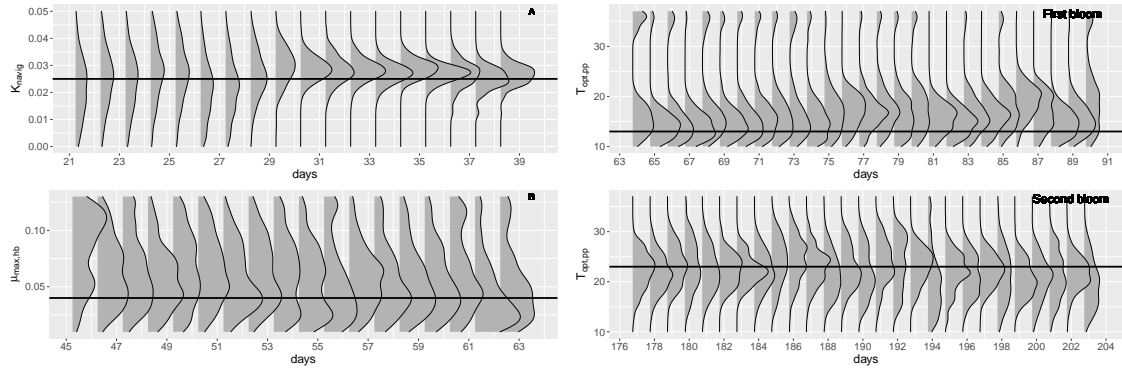 A
K navig
0.05
0.04
0.03
0.02
0.01
0.00
21 23 25 27 29 31 33 35 37 39
days
First bloom
T opt,pp
30
20
10
63 65 67 69 71 73 75 77 79 81 83 85 87 89 91
days
B
μ max,hb
0.10
0.05
45 47 49 51 53 55 57 59 61 63
days
Second bloom
T opt,pp
30
20
10
176 178 180 182 184 186 188 190 192 194 196 198 200 202 204
days